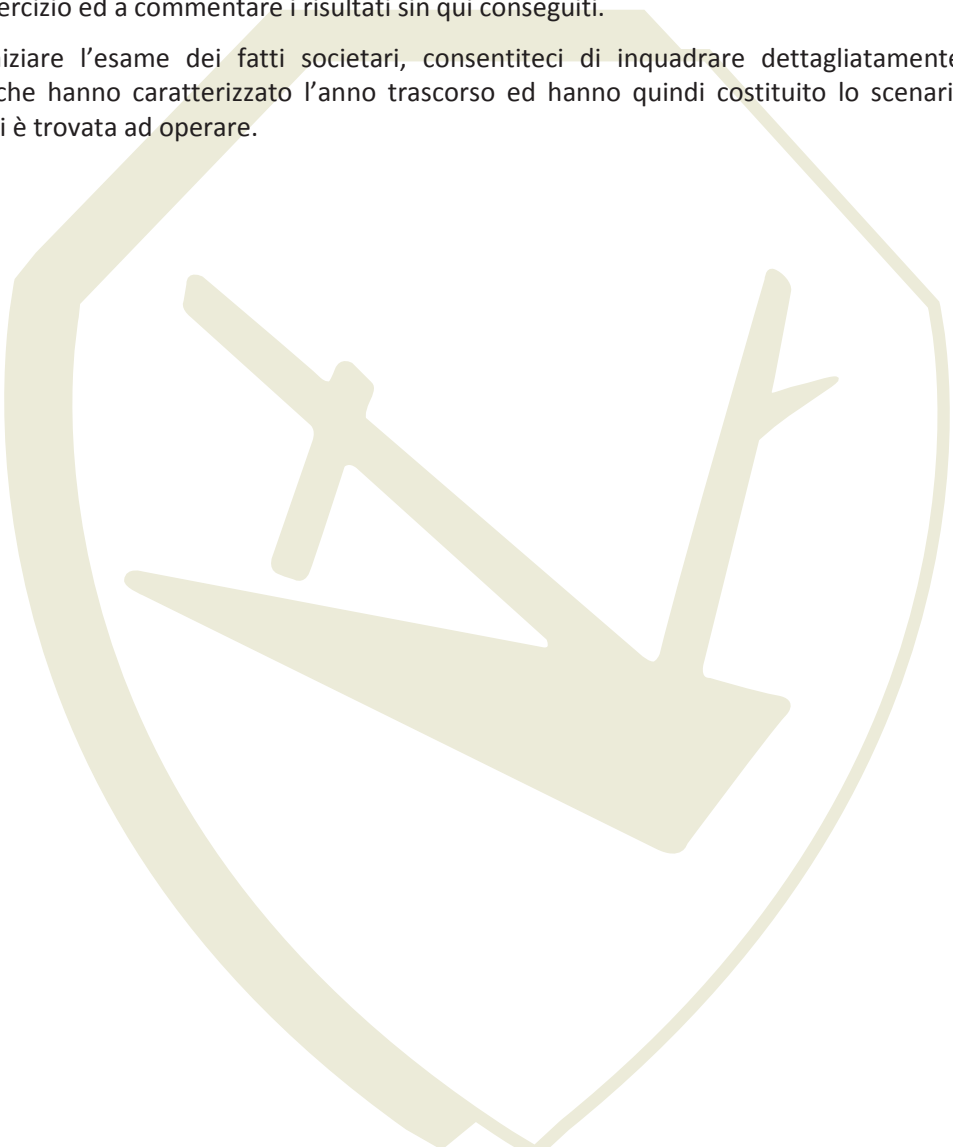 ercizio ed a commentare i risultati sin qui conseguiti.
iziare l’esame dei fatti societari, consentiteci di inquadrare dettagliatamente
che hanno caratterizzato l’anno trascorso ed hanno quindi costituito lo scenari
i è trovata ad operare.